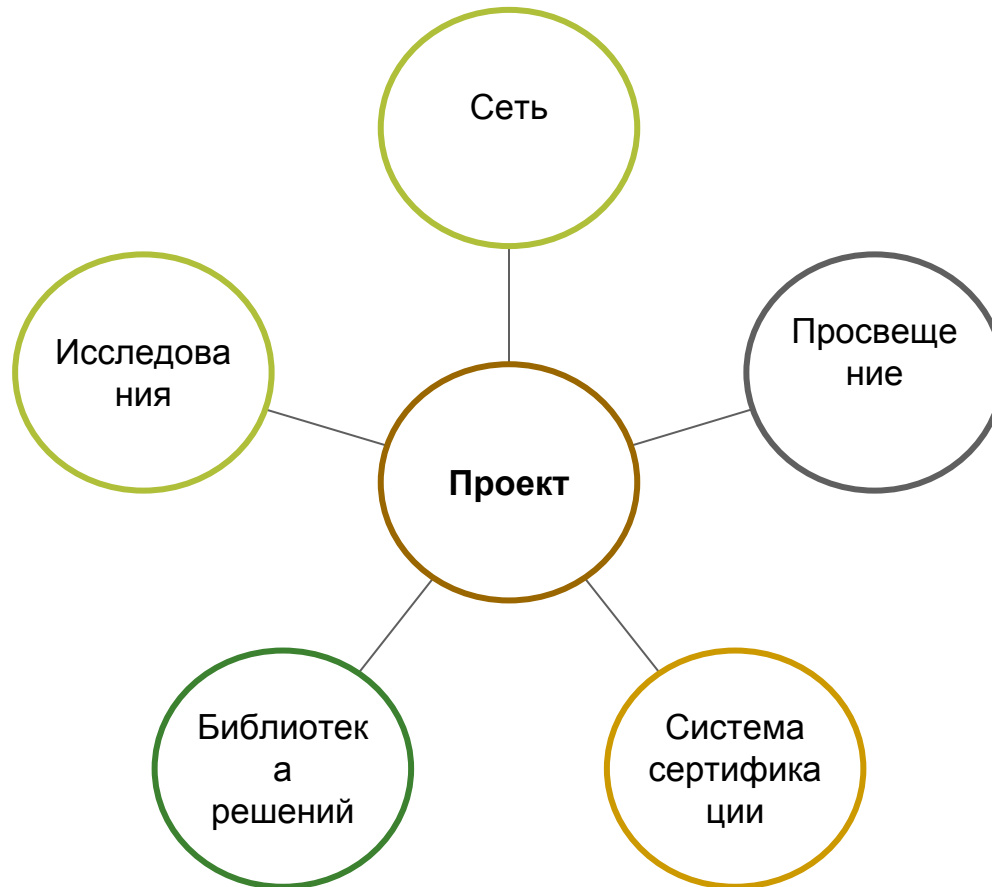 Сеть
Просвеще
ние
Исследова
ния
Проект
Библиотек
а
решений
Система
сертифика
ции